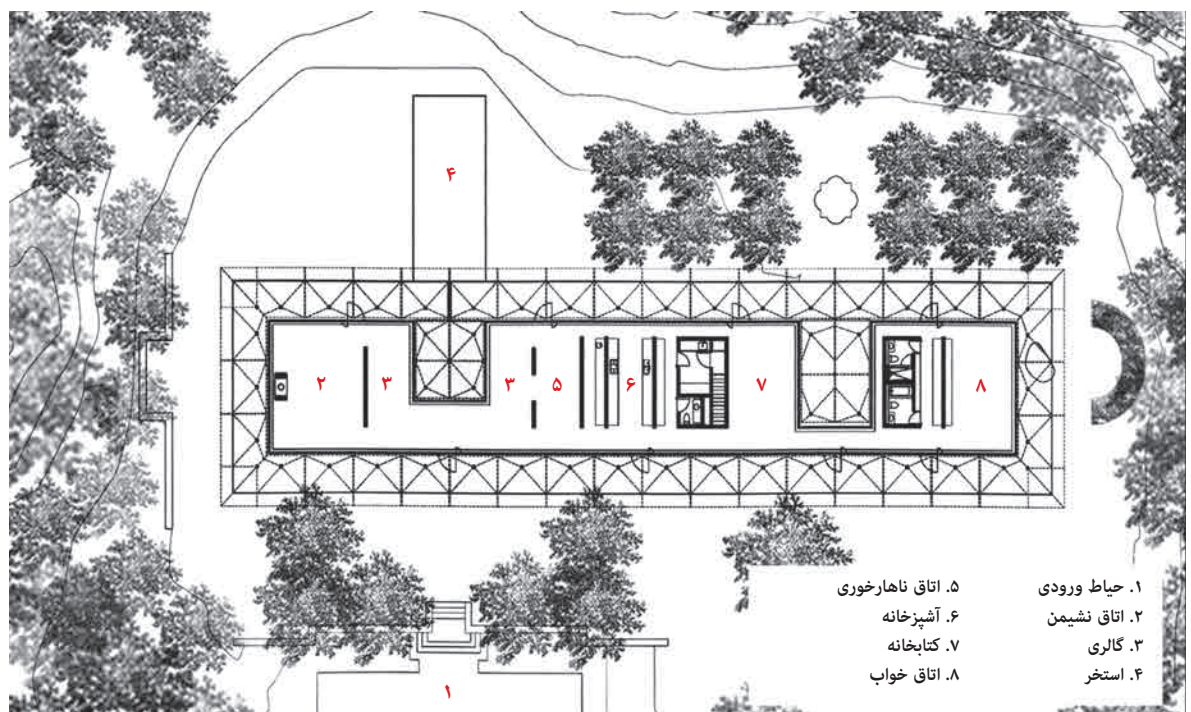 ۴
۲
۳
۳
۵
۶
۷
۸
۱. حیاط ورودی
۲. اتاق نشیمن
۳. گالری
۴. استخر
۵. اتاق ناهارخوری
۶. آشپزخانه
۷. کتابخانه
۸. اتاق خواب
۱